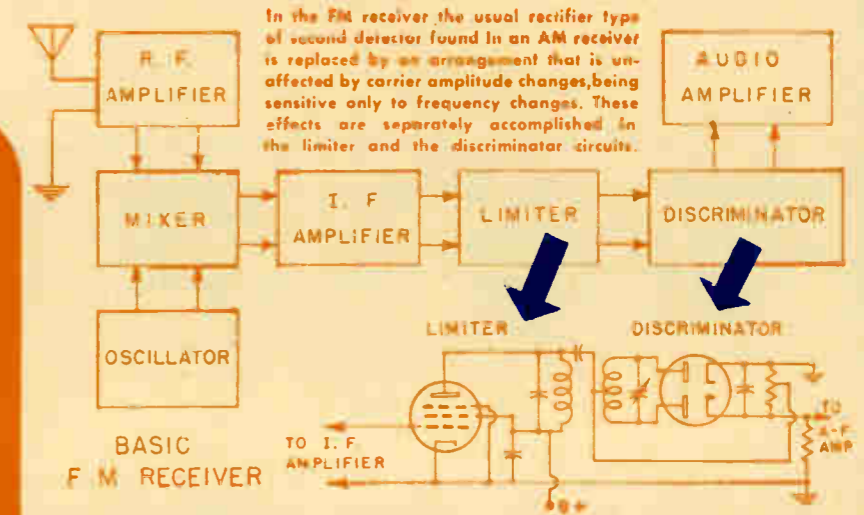 In the FM receiver the usual rectifier type
of second detector found in an AM receiver
is replaced by an arrangement that is un-
affected by carrier amplitude changes, being
sensitive only to frequency changes. These
effects are separately accomplished in
the limiter and the discriminator circuits.
R. F.
AMPLIFIER
AUDIO
AMPLIFIER
MIXER
I. F
AMPLIFIER
LIMITER
DISCRIMINATOR
OSCILLATOR
LIMITER
DISCRIMINATOR
BASIC
F M RECEIVER
TO I. F.
AMPLIFIER
TO
A-F.
AMP
B+